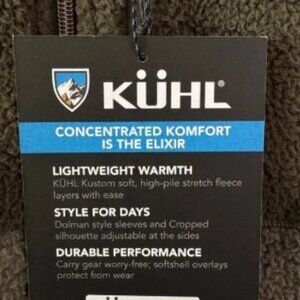 KÜHL®
CONCENTRATED KOMFORT
IS THE ELIXIR
LIGHTWEIGHT WARMTH
KÜHL Kustom soft, high-pile stretch fleece
layers with ease
STYLE FOR DAYS
Dolman style sleeves and Cropped
silhouette adjustable at the sides
DURABLE PERFORMANCE
Carry gear worry-free; softshell overlays
protect from wear